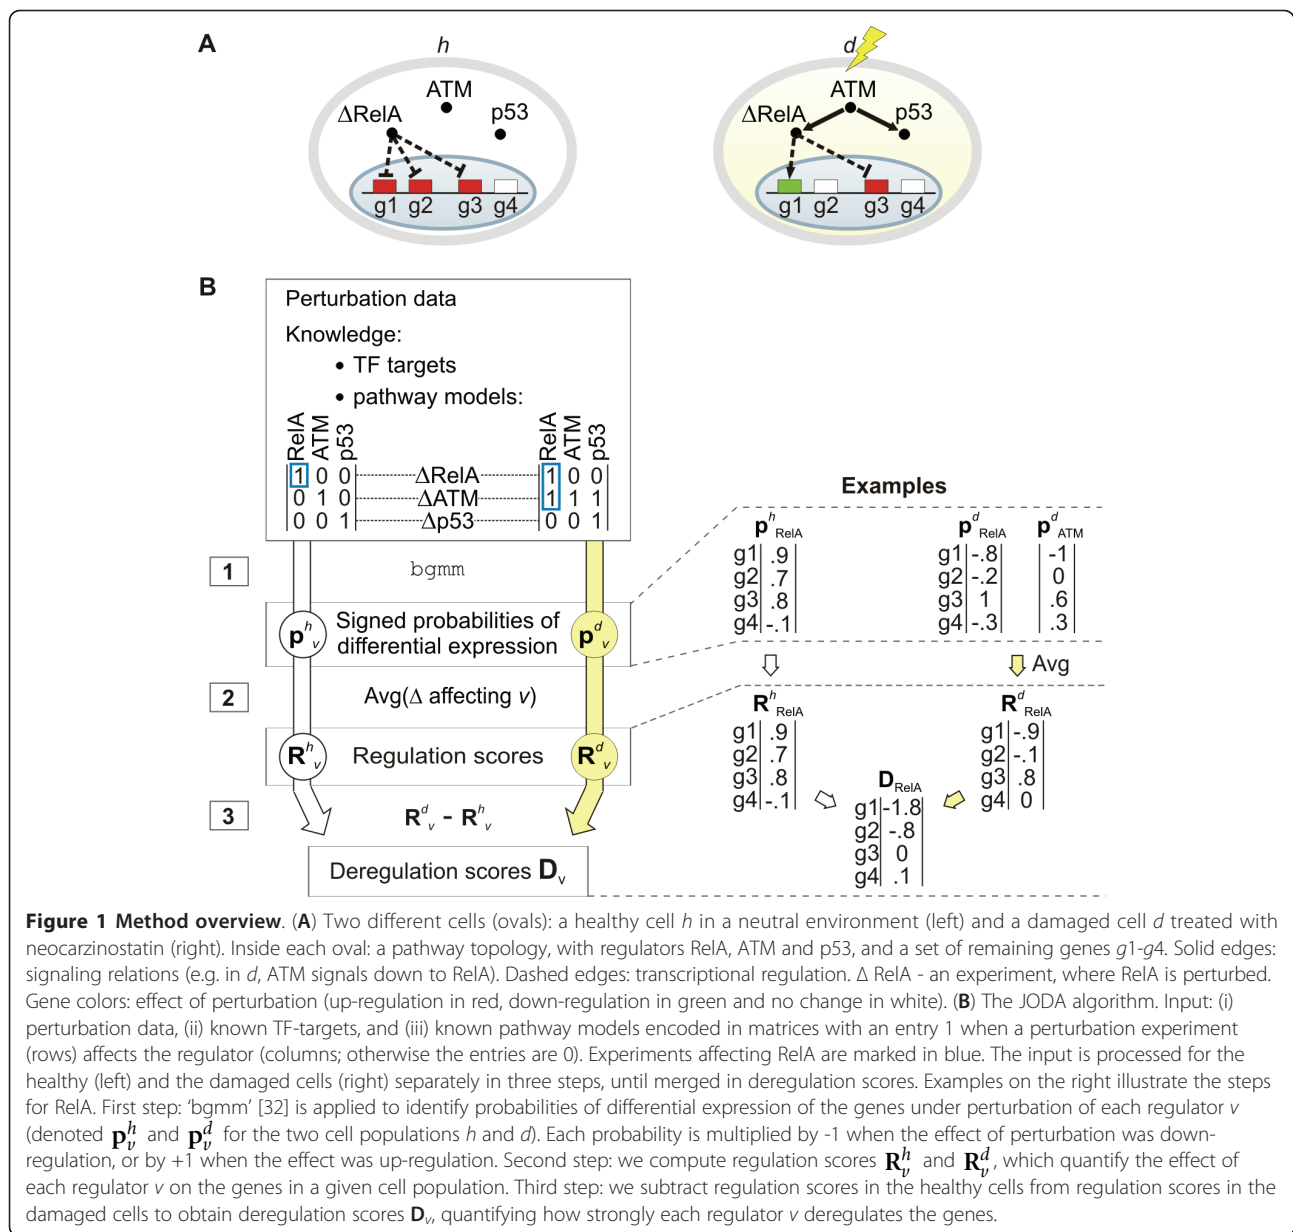 A
h
ATM
ΔRelA
p53
g1 g2 g3 g4
d
ATM
ΔRelA
p53
g1 g2 g3 g4
B
Perturbation data
Knowledge:
• TF targets
• pathway models:
RelA ATM p53
RelA ATM p53
1 0 0 ΔRelA 1 0 0
0 1 0 ΔATM 1 1 1
0 0 1 Δp53 0 0 1
1
bgmm
p^h_v
Signed probabilities of
differential expression
p^d_v
2
Avg(Δ affecting v)
R^h_v
Regulation scores
R^d_v
3
R^d_v - R^h_v
Deregulation scores D_v
Examples
p^h_RelA
g1 .9
g2 .7
g3 .8
g4 -.1
p^d_RelA p^d_ATM
g1 -.8 -1
g2 -.2 0
g3 1 .6
g4 -.3 .3
Avg
R^h_RelA
g1 .9
g2 .7
g3 .8
g4 -.1
R^d_RelA
g1 -.9
g2 -.1
g3 .8
g4 0
D_RelA
g1 -1.8
g2 -.8
g3 0
g4 .1
Figure 1 Method overview. (A) Two different cells (ovals): a healthy cell h in a neutral environment (left) and a damaged cell d treated with
neocarzinostatin (right). Inside each oval: a pathway topology, with regulators RelA, ATM and p53, and a set of remaining genes g1-g4. Solid edges:
signaling relations (e.g. in d, ATM signals down to RelA). Dashed edges: transcriptional regulation. Δ RelA - an experiment, where RelA is perturbed.
Gene colors: effect of perturbation (up-regulation in red, down-regulation in green and no change in white). (B) The JODA algorithm. Input: (i)
perturbation data, (ii) known TF-targets, and (iii) known pathway models encoded in matrices with an entry 1 when a perturbation experiment
(rows) affects the regulator (columns; otherwise the entries are 0). Experiments affecting RelA are marked in blue. The input is processed for the
healthy (left) and the damaged cells (right) separately in three steps, until merged in deregulation scores. Examples on the right illustrate the steps
for RelA. First step: ‘bgmm’ [32] is applied to identify probabilities of differential expression of the genes under perturbation of each regulator v
(denoted p^h_v and p^d_v for the two cell populations h and d). Each probability is multiplied by -1 when the effect of perturbation was down-
regulation, or by +1 when the effect was up-regulation. Second step: we compute regulation scores R^h_v and R^d_v, which quantify the effect of
each regulator v on the genes in a given cell population. Third step: we subtract regulation scores in the healthy cells from regulation scores in the
damaged cells to obtain deregulation scores D_v, quantifying how strongly each regulator v deregulates the genes.